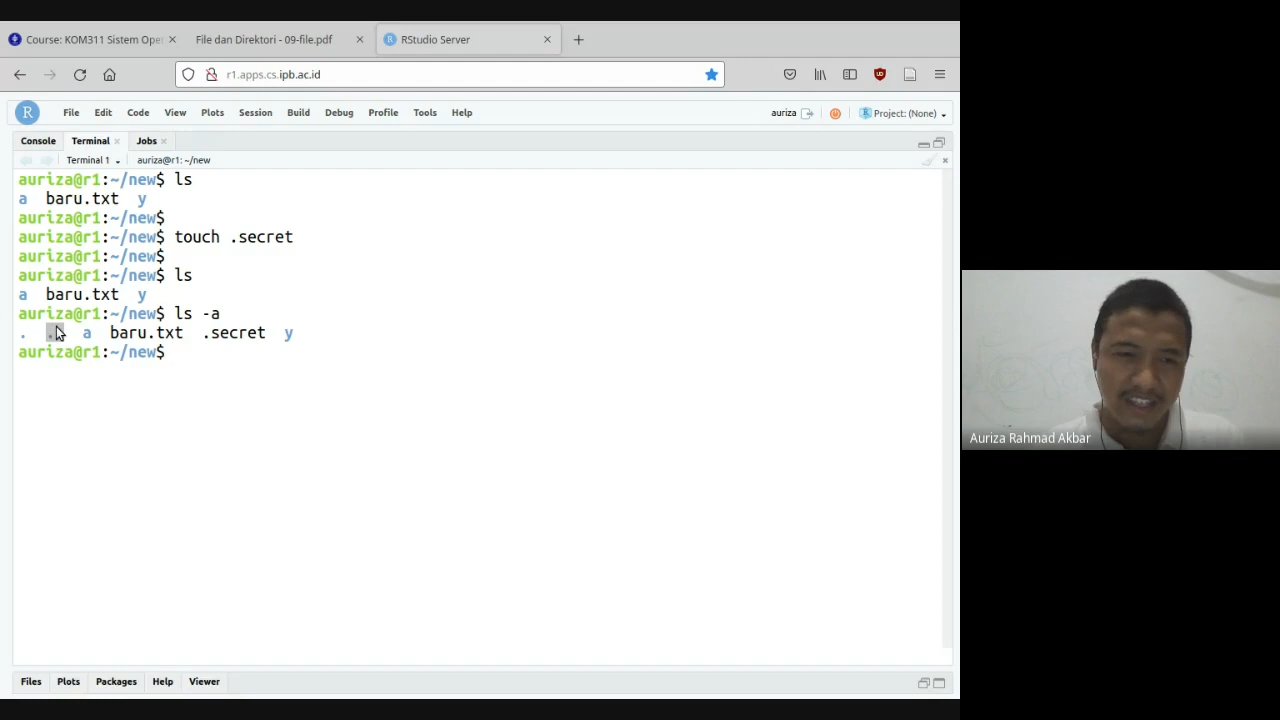 Course: KOM311 Sistem Ope
File dan Direktori - 09-file.pdf
RStudio Server
r1.apps.cs.ipb.ac.id
R File Edit Code View Plots Session Build Debug Profile Tools Help
auriza
Project: (None)
Console Terminal Jobs
Terminal 1 auriza@r1: ~/new
auriza@r1:~/new$ ls
a baru.txt y
auriza@r1:~/new$
auriza@r1:~/new$ touch .secret
auriza@r1:~/new$
auriza@r1:~/new$ ls
a baru.txt y
auriza@r1:~/new$ ls -a
. .. a baru.txt .secret y
auriza@r1:~/new$
Files Plots Packages Help Viewer
Auriza Rahmad Akbar